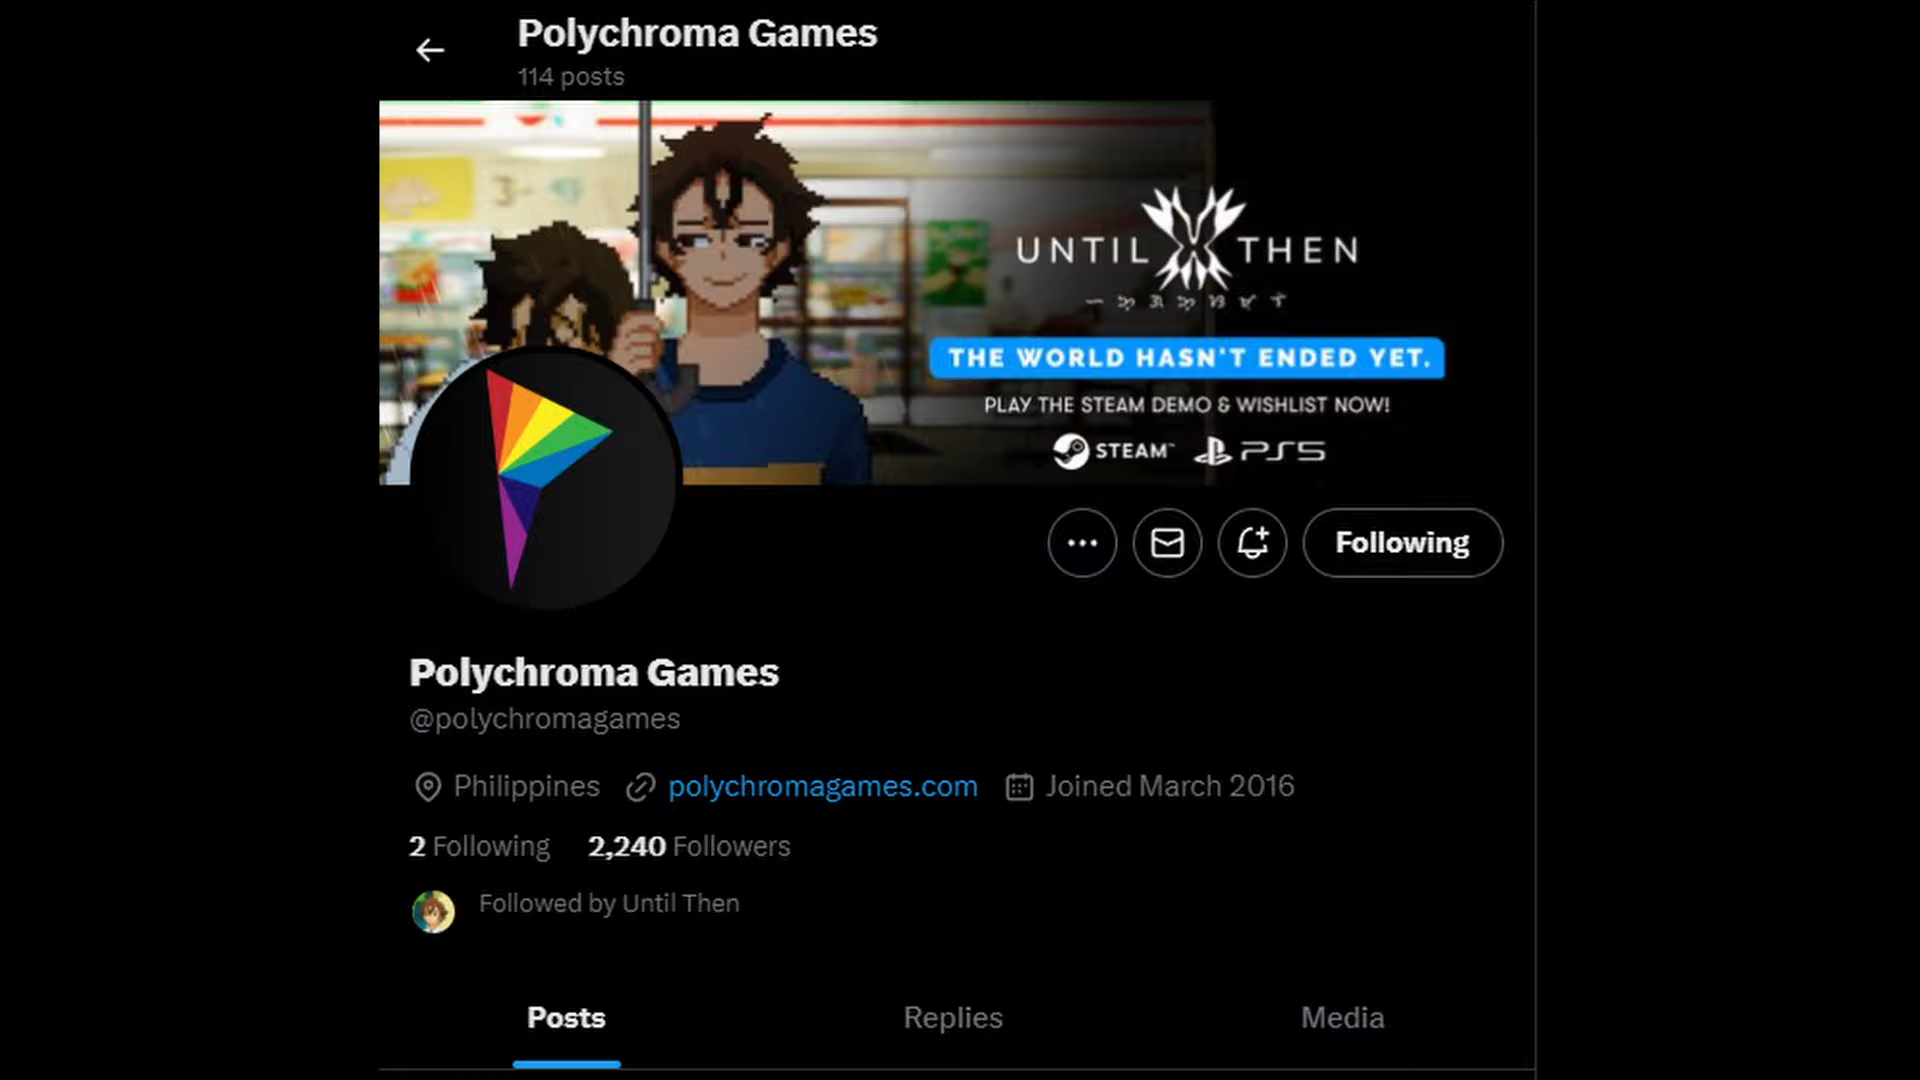 Polychroma Games
114 posts
UNTIL THEN
THE WORLD HASN'T ENDED YET.
PLAY THE STEAM DEMO & WISHLIST NOW!
STEAM™ PS5
Following
Polychroma Games
@polychromagames
Philippines polychromagames.com Joined March 2016
2 Following 2,240 Followers
Followed by Until Then
Posts Replies Media